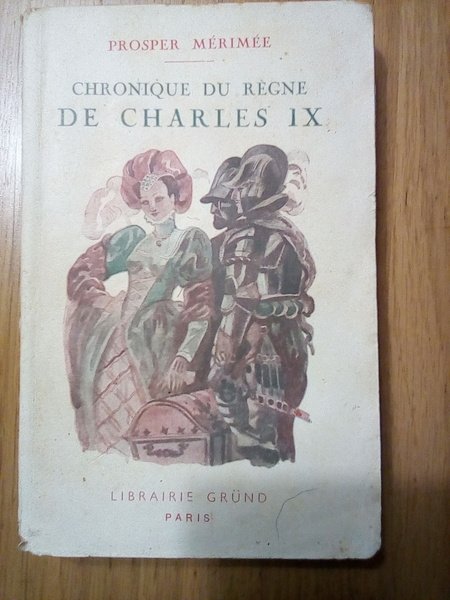 PROSPER MÉRIMÉE
CHRONIQUE DU RÈGNE
DE CHARLES IX
LIBRAIRIE GRÜND
PARIS